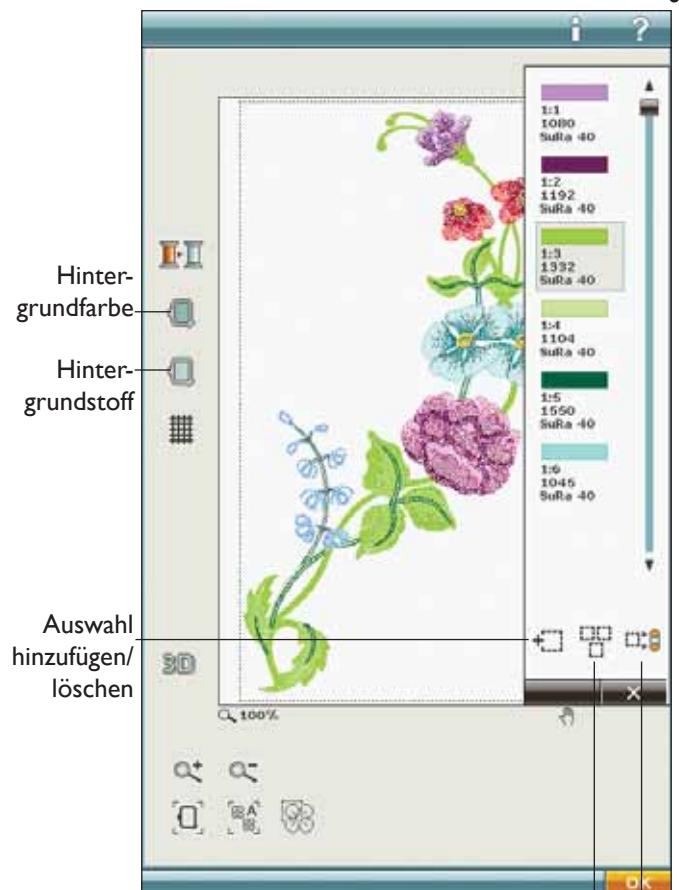 i ?
1:1
1080
SuRa 40
1:2
1192
SuRa 40
1:3
1332
SuRa 40
1:4
1104
SuRa 40
1:5
1550
SuRa 40
1:6
1045
SuRa 40
Hinter-
grundfarbe
Hinter-
grundstoff
Auswahl
hinzufügen/
löschen
3D
100%
A
OK